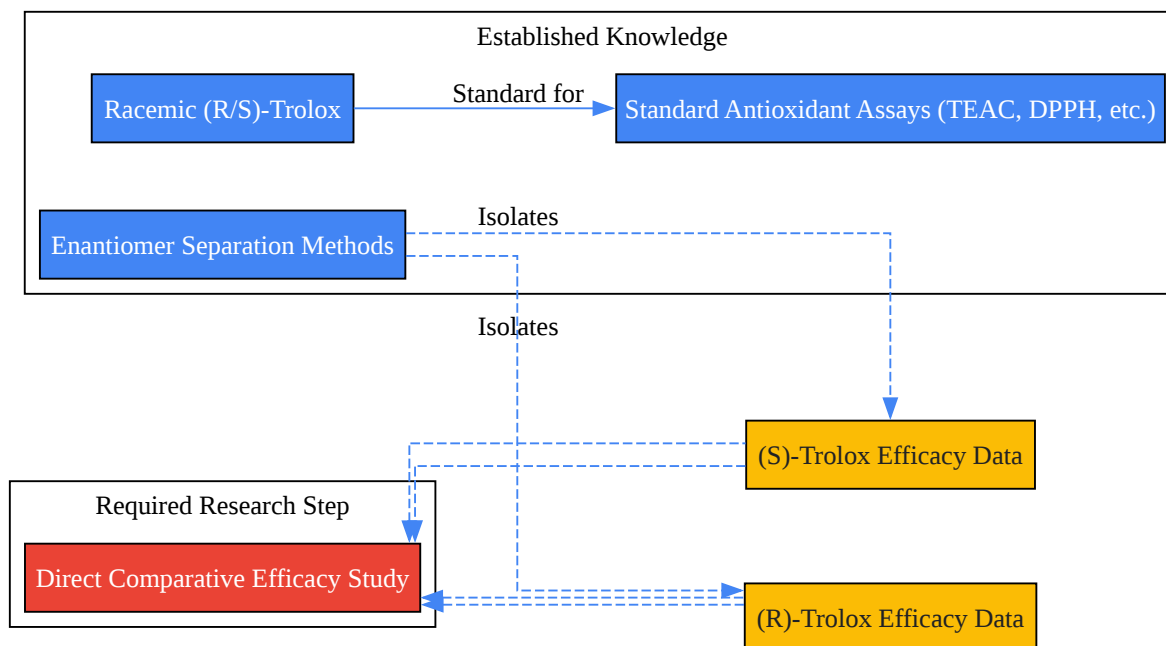 Established Knowledge
Racemic (R/S)-Trolox
Standard for
Standard Antioxidant Assays (TEAC, DPPH, etc.)
Isolates
Enantiomer Separation Methods
Isolates
(S)-Trolox Efficacy Data
Required Research Step
Direct Comparative Efficacy Study
(R)-Trolox Efficacy Data